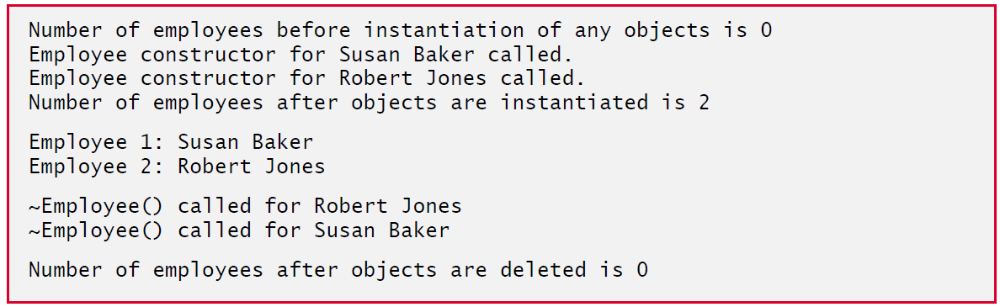 Number of employees before instantiation of any objects is 0
Employee constructor for Susan Baker called.
Employee constructor for Robert Jones called.
Number of employees after objects are instantiated is 2
Employee 1: Susan Baker
Employee 2: Robert Jones
~Employee() called for Robert Jones
~Employee() called for Susan Baker
Number of employees after objects are deleted is 0